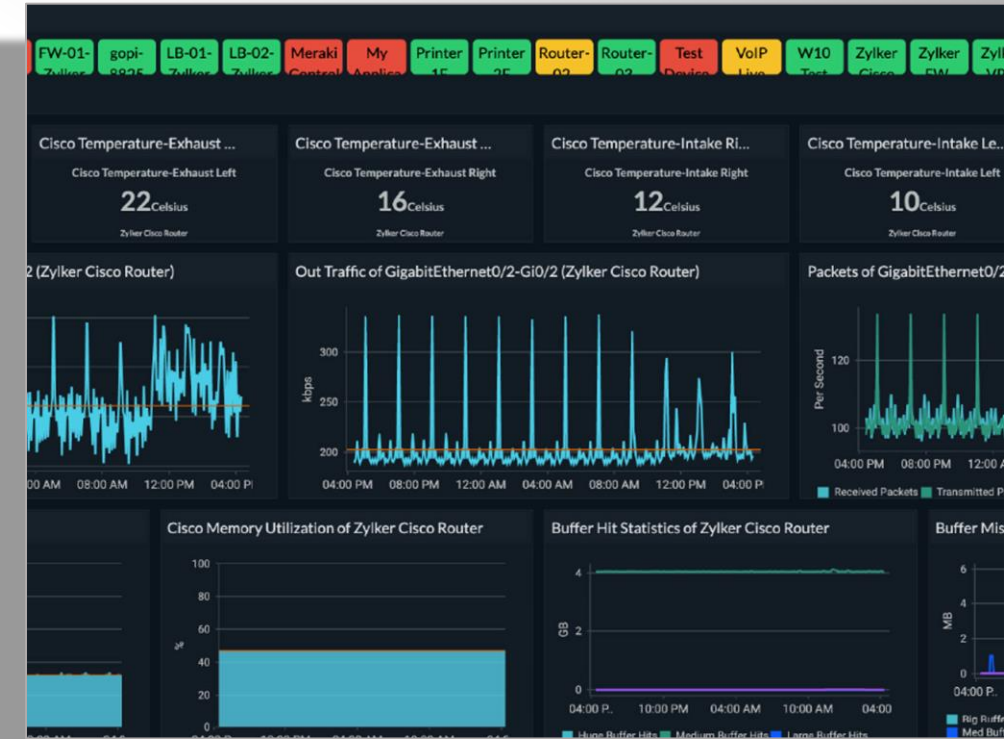 FW-01- gopi- LB-01- LB-02- Meraki My Printer Printer Router- Router- Test VoIP W10 Zylker Zylker Zyl
Cisco Temperature-Exhaust ... Cisco Temperature-Exhaust ... Cisco Temperature-Intake Ri... Cisco Temperature-Intake Le...
Cisco Temperature-Exhaust Left Cisco Temperature-Exhaust Right Cisco Temperature-Intake Right Cisco Temperature-Intake Left
22Celsius 16Celsius 12Celsius 10Celsius
Zylker Cisco Router Zylker Cisco Router Zylker Cisco Router Zylker Cisco Router
2 (Zylker Cisco Router) Out Traffic of GigabitEthernet0/2-Gi0/2 (Zylker Cisco Router) Packets of GigabitEthernet0/2
300
250
200
kbps
120
100
Per Second
00 AM 08:00 AM 12:00 PM 04:00 P
04:00 PM 08:00 PM 12:00 AM 04:00 AM 08:00 AM 12:00 PM 04:00 P
04:00 PM 08:00 PM 12:00 A
Received Packets Transmitted P
Cisco Memory Utilization of Zylker Cisco Router Buffer Hit Statistics of Zylker Cisco Router Buffer Mis
100
80
60
40
20
0
%
4
2
0
GB
04:00 P.. 10:00 PM 04:00 AM 10:00 AM 04:00
Huge Buffer Hits Medium Buffer Hits Large Buffer Hits
6
4
2
0
MB
04:00 P..
Big Buffe
Med Buf